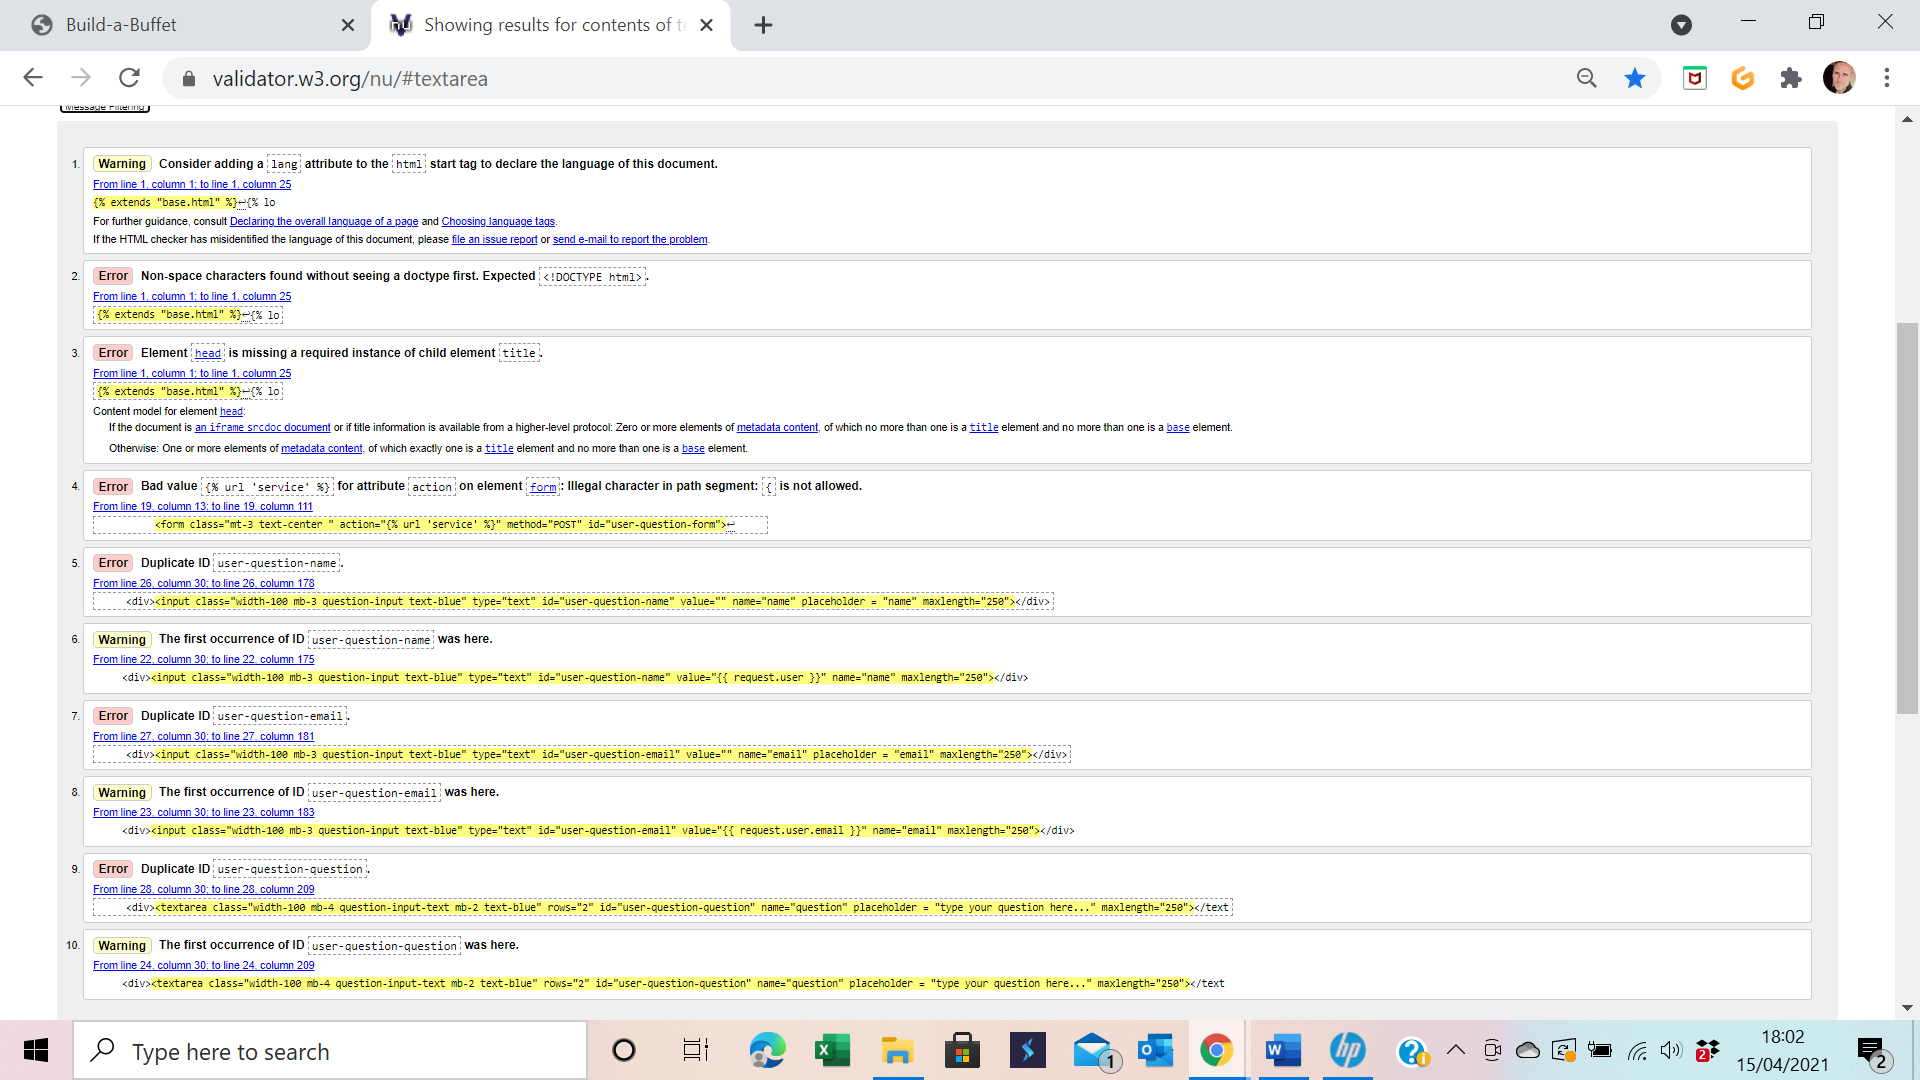 Build-a-Buffet
Showing results for contents of te
validator.w3.org/nu/#textarea
Message Filtering
1. Warning Consider adding a lang attribute to the html start tag to declare the language of this document.
From line 1, column 1; to line 1, column 25
{% extends "base.html" %}↩{% lo
For further guidance, consult Declaring the overall language of a page and Choosing language tags.
If the HTML checker has misidentified the language of this document, please file an issue report or send e-mail to report the problem.
2. Error Non-space characters found without seeing a doctype first. Expected <!DOCTYPE html>.
From line 1, column 1; to line 1, column 25
{% extends "base.html" %}↩{% lo
3. Error Element head is missing a required instance of child element title.
From line 1, column 1; to line 1, column 25
{% extends "base.html" %}↩{% lo
Content model for element head:
If the document is an iframe srcdoc document or if title information is available from a higher-level protocol: Zero or more elements of metadata content, of which no more than one is a title element and no more than one is a base element.
Otherwise: One or more elements of metadata content, of which exactly one is a title element and no more than one is a base element.
4. Error Bad value {% url 'service' %} for attribute action on element form: Illegal character in path segment: { is not allowed.
From line 19, column 13; to line 19, column 111
<form class="mt-3 text-center " action="{% url 'service' %}" method="POST" id="user-question-form">↩
5. Error Duplicate ID user-question-name.
From line 26, column 30; to line 26, column 178
<div><input class="width-100 mb-3 question-input text-blue" type="text" id="user-question-name" value="" name="name" placeholder = "name" maxlength="250"></div>
6. Warning The first occurrence of ID user-question-name was here.
From line 22, column 30; to line 22, column 175
<div><input class="width-100 mb-3 question-input text-blue" type="text" id="user-question-name" value="{{ request.user }}" name="name" maxlength="250"></div>
7. Error Duplicate ID user-question-email.
From line 27, column 30; to line 27, column 181
<div><input class="width-100 mb-3 question-input text-blue" type="text" id="user-question-email" value="" name="email" placeholder = "email" maxlength="250"></div>
8. Warning The first occurrence of ID user-question-email was here.
From line 23, column 30; to line 23, column 183
<div><input class="width-100 mb-3 question-input text-blue" type="text" id="user-question-email" value="{{ request.user.email }}" name="email" maxlength="250"></div>
9. Error Duplicate ID user-question-question.
From line 28, column 30; to line 28, column 209
<div><textarea class="width-100 mb-4 question-input-text mb-2 text-blue" rows="2" id="user-question-question" name="question" placeholder = "type your question here..." maxlength="250"></text
10. Warning The first occurrence of ID user-question-question was here.
From line 24, column 30; to line 24, column 209
<div><textarea class="width-100 mb-4 question-input-text mb-2 text-blue" rows="2" id="user-question-question" name="question" placeholder = "type your question here..." maxlength="250"></text
Type here to search
1
2
18:02
15/04/2021
2